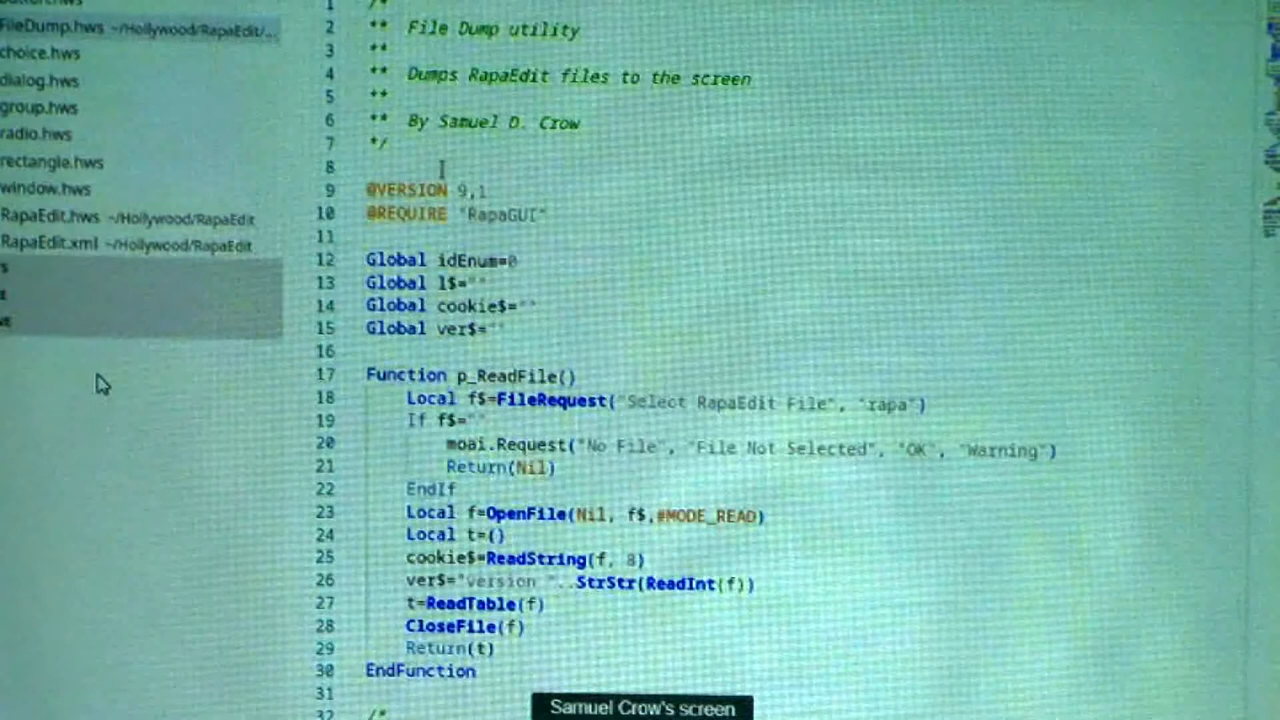 FileDump.hws ~/Hollywood/RapaEdit/...
choice.hws
dialog.hws
group.hws
radio.hws
rectangle.hws
window.hws
RapaEdit.hws ~/Hollywood/RapaEdit
RapaEdit.xml ~/Hollywood/RapaEdit
1 /*
2 ** File Dump utility
3 **
4 ** Dumps RapaEdit files to the screen
5 **
6 ** By Samuel D. Crow
7 */
8
9 @VERSION 9,1
10 @REQUIRE "RapaGUI"
11
12 Global idEnum=0
13 Global l$=""
14 Global cookie$=""
15 Global ver$=""
16
17 Function p_ReadFile()
18 Local f$=FileRequest("Select RapaEdit File", "rapa")
19 If f$=""
20 moai.Request("No File", "File Not Selected", "OK", "Warning")
21 Return(Nil)
22 EndIf
23 Local f=OpenFile(Nil, f$,#MODE_READ)
24 Local t={}
25 cookie$=ReadString(f, 8)
26 ver$="version "..StrStr(ReadInt(f))
27 t=ReadTable(f)
28 CloseFile(f)
29 Return(t)
30 EndFunction
31
32 /*
Samuel Crow's screen